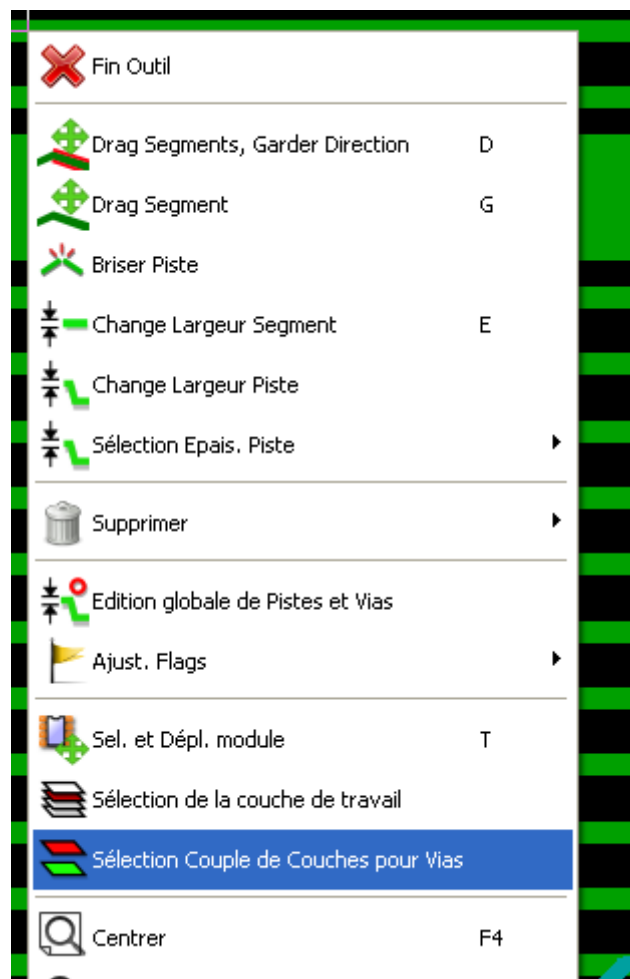 Fin Outil
Drag Segments, Garder Direction D
Drag Segment G
Briser Piste
Change Largeur Segment E
Change Largeur Piste
Sélection Epais. Piste
Supprimer
Edition globale de Pistes et Vias
Ajust. Flags
Sel. et Dépl. module T
Sélection de la couche de travail
Sélection Couple de Couches pour Vias
Centrer F4